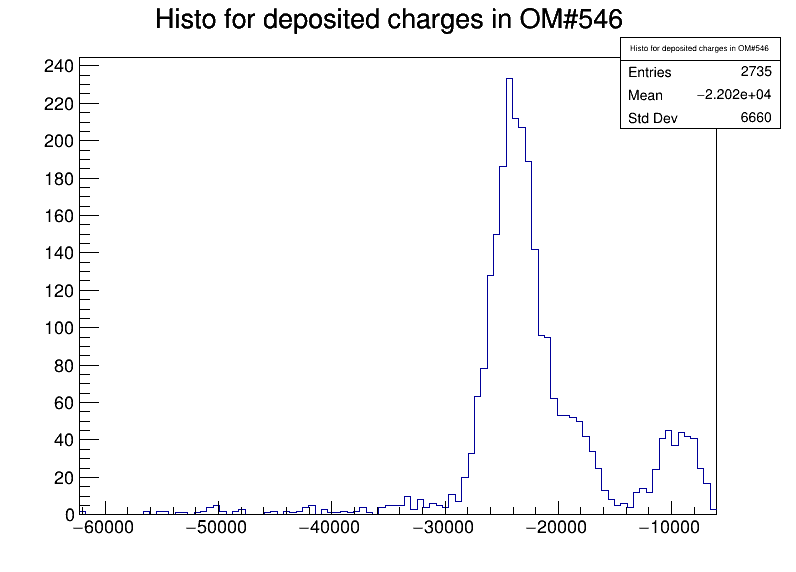 Histo for deposited charges in OM#546
Histo for deposited charges in OM#546
Entries 2735
Mean −2.202e+04
Std Dev 6660
240
220
200
180
160
140
120
100
80
60
40
20
0
−60000 −50000 −40000 −30000 −20000 −10000